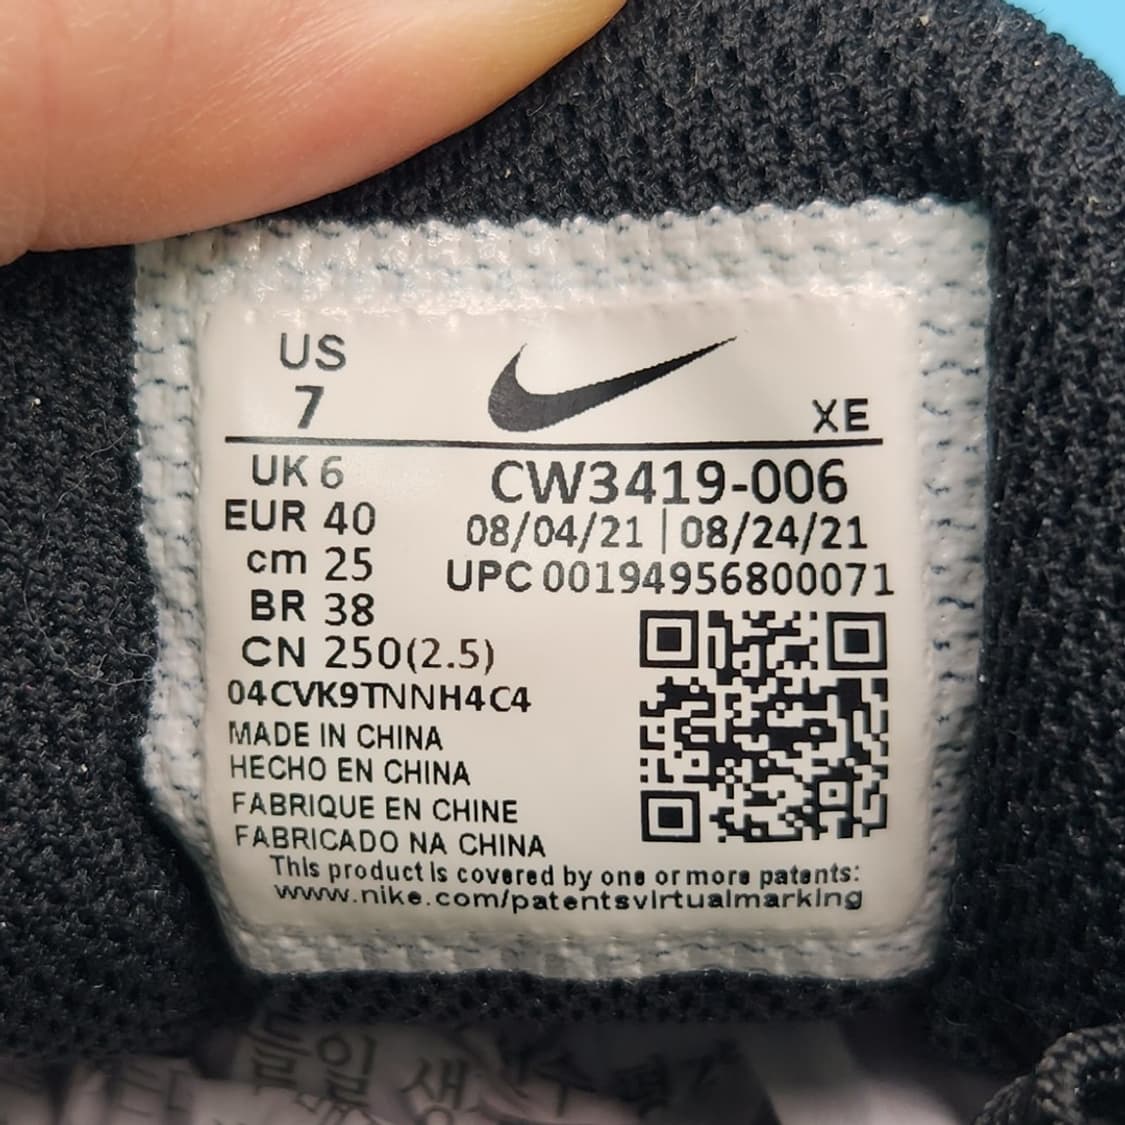 US
7
XE
UK 6
EUR 40
cm 25
BR 38
CN 250(2.5)
CW3419-006
08/04/21 | 08/24/21
UPC 00194956800071
04CVK9TNNH4C4
MADE IN CHINA
HECHO EN CHINA
FABRIQUE EN CHINE
FABRICADO NA CHINA
This product is covered by one or more patents:
www.nike.com/patentsvirtualmarking